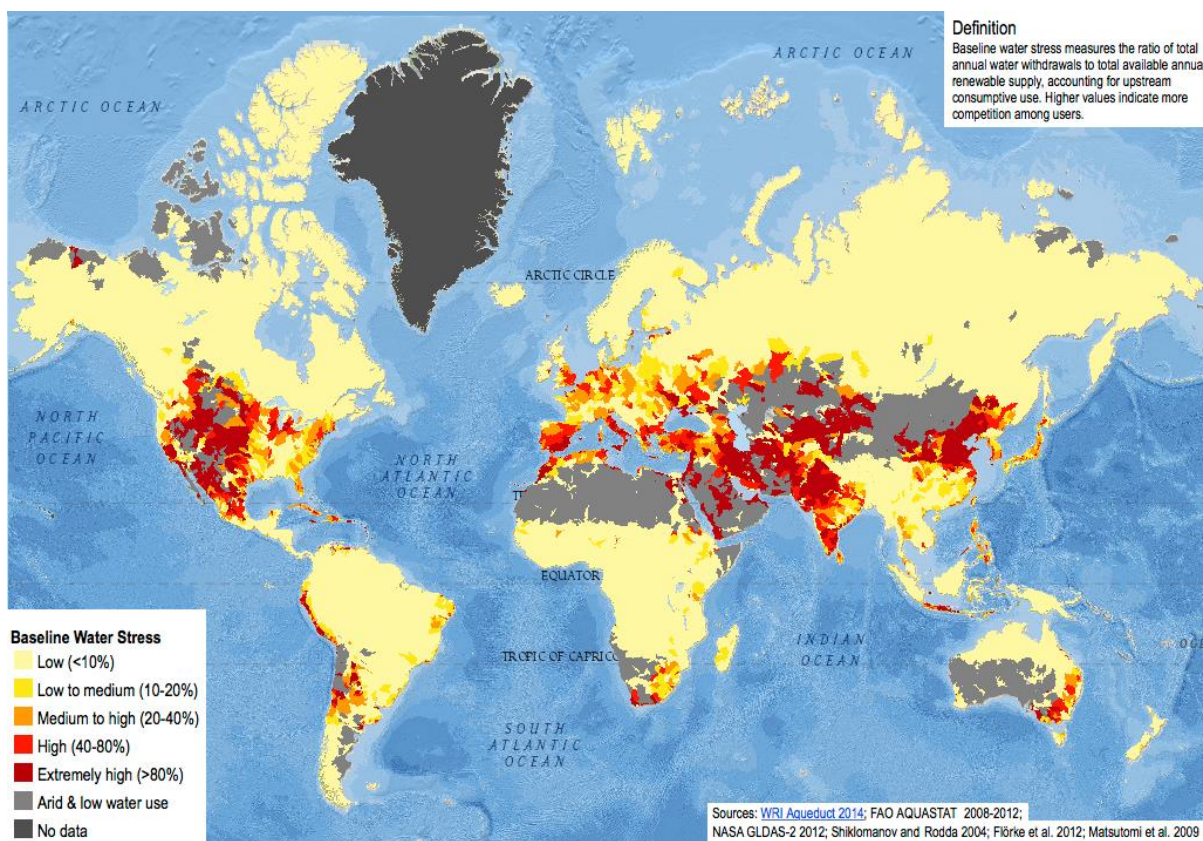 Definition
Baseline water stress measures the ratio of total
annual water withdrawals to total available annua
renewable supply, accounting for upstream
consumptive use. Higher values indicate more
competition among users.
ARCTIC OCEAN
ARCTIC OCEAN
ARCTIC CIRCLE
NORTH
PACIFIC
OCEAN
NORTH
ATLANTIC
OCEAN
EQUATOR
INDIAN
OCEAN
TROPIC OF CAPRICO
SOUTH
ATLANTIC
OCEAN
Baseline Water Stress
Low (<10%)
Low to medium (10-20%)
Medium to high (20-40%)
High (40-80%)
Extremely high (>80%)
Arid & low water use
No data
Sources: WRI Aqueduct 2014; FAO AQUASTAT 2008-2012;
NASA GLDAS-2 2012; Shiklomanov and Rodda 2004; Flörke et al. 2012; Matsutomi et al. 2009